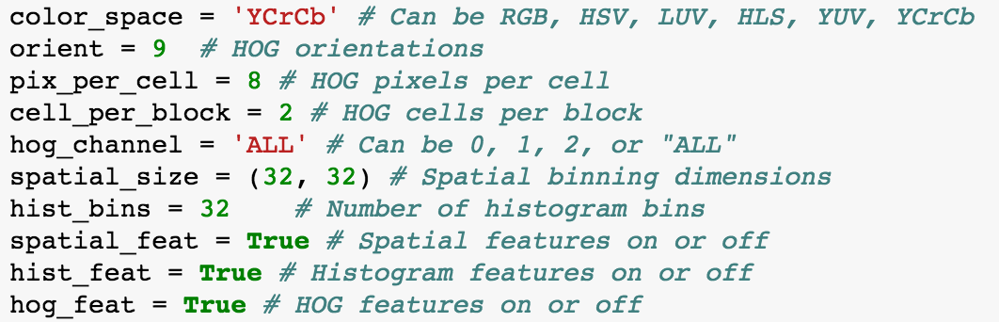 color_space = 'YCrCb' # Can be RGB, HSV, LUV, HLS, YUV, YCrCb
orient = 9  # HOG orientations
pix_per_cell = 8 # HOG pixels per cell
cell_per_block = 2 # HOG cells per block
hog_channel = 'ALL' # Can be 0, 1, 2, or "ALL"
spatial_size = (32, 32) # Spatial binning dimensions
hist_bins = 32    # Number of histogram bins
spatial_feat = True # Spatial features on or off
hist_feat = True # Histogram features on or off
hog_feat = True # HOG features on or off